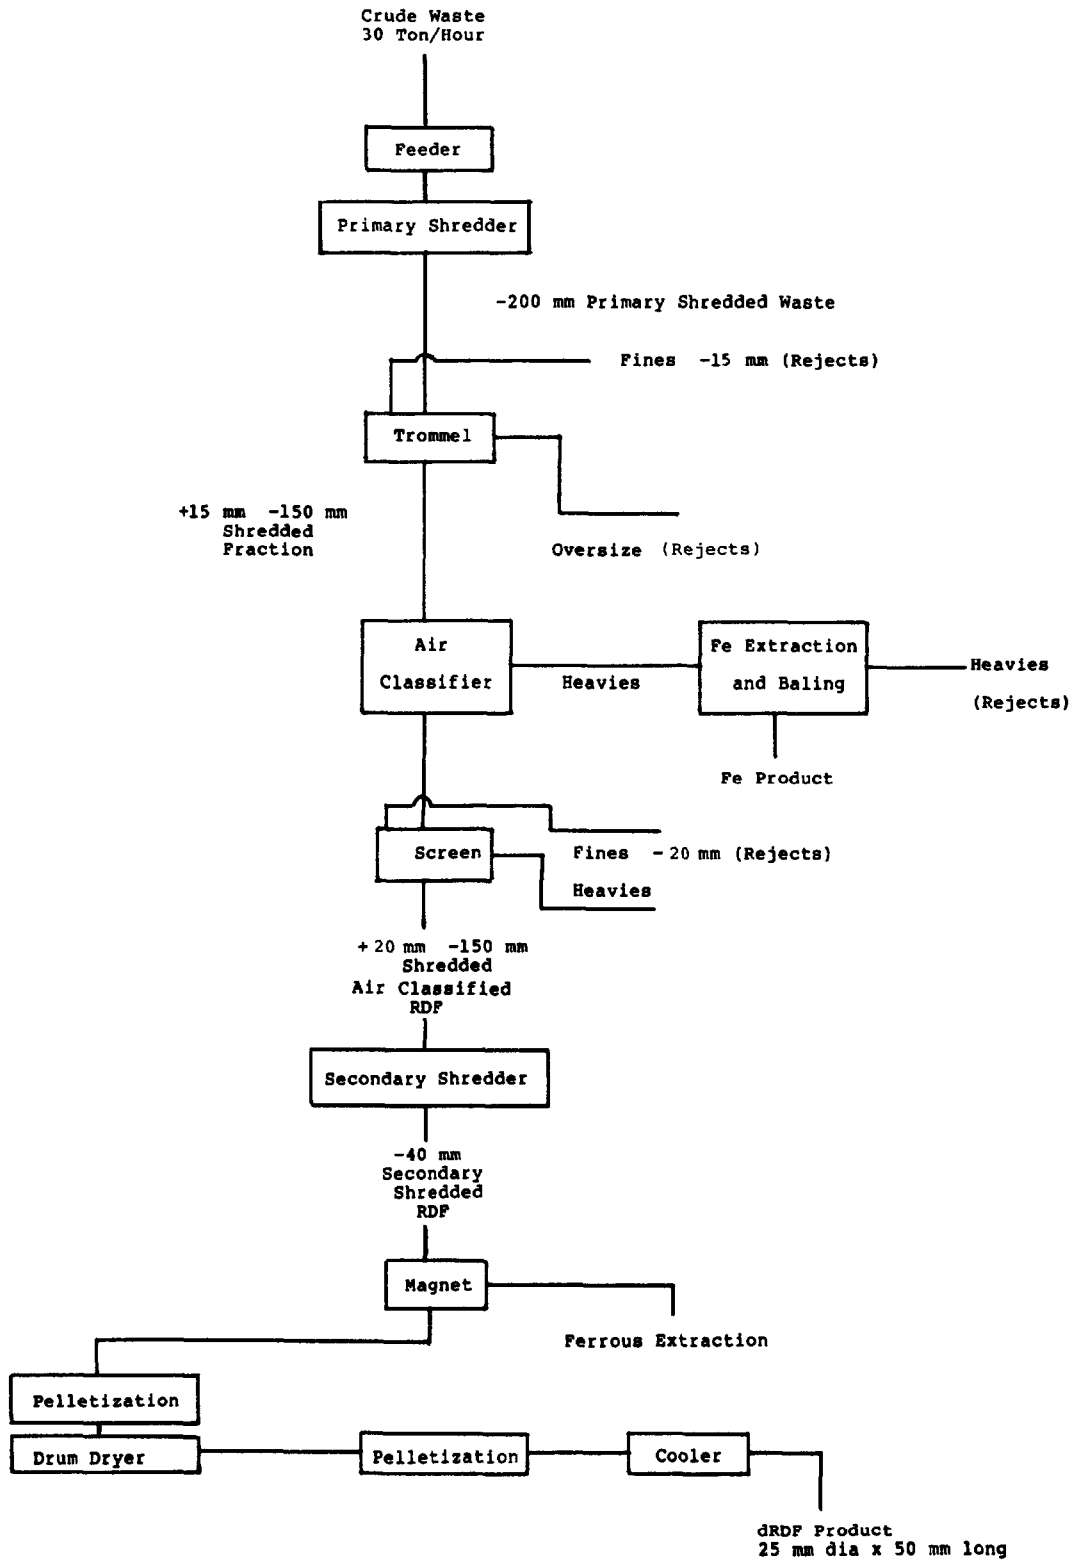 Crude Waste
30 Ton/Hour
Feeder
Primary Shredder
-200 mm Primary Shredded Waste
Fines -15 mm (Rejects)
Trommel
+15 mm -150 mm
Shredded
Fraction
Oversize (Rejects)
Air
Classifier
Heavies
Fe Extraction
and Baling
Heavies
(Rejects)
Fe Product
Screen
Fines -20 mm (Rejects)
Heavies
+20 mm -150 mm
Shredded
Air Classified
RDF
Secondary Shredder
-40 mm
Secondary
Shredded
RDF
Magnet
Ferrous Extraction
Pelletization
Drum Dryer
Pelletization
Cooler
dRDF Product
25 mm dia x 50 mm long